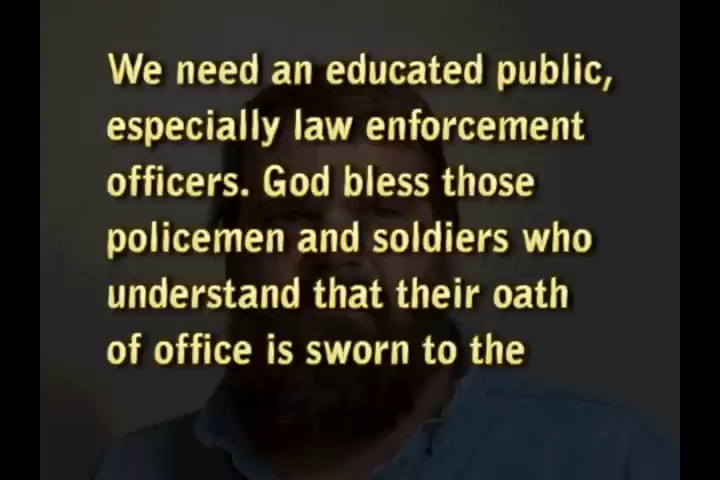 We need an educated public,
especially law enforcement
officers. God bless those
policemen and soldiers who
understand that their oath
of office is sworn to the